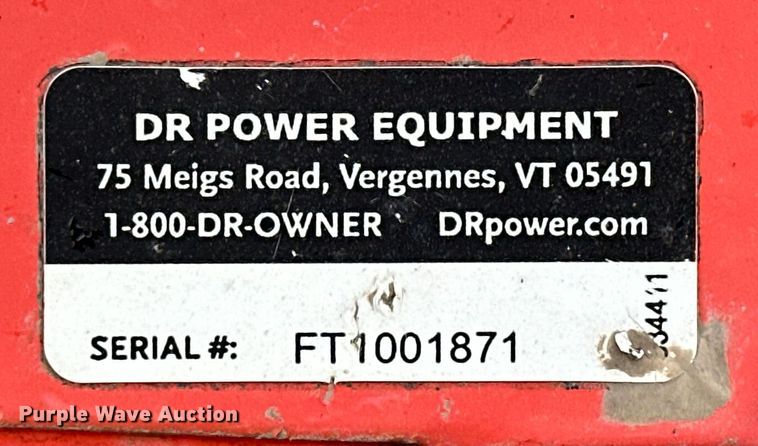 DR POWER EQUIPMENT
75 Meigs Road, Vergennes, VT 05491
1-800-DR-OWNER DRpower.com
SERIAL #: FT1001871
Purple Wave Auction